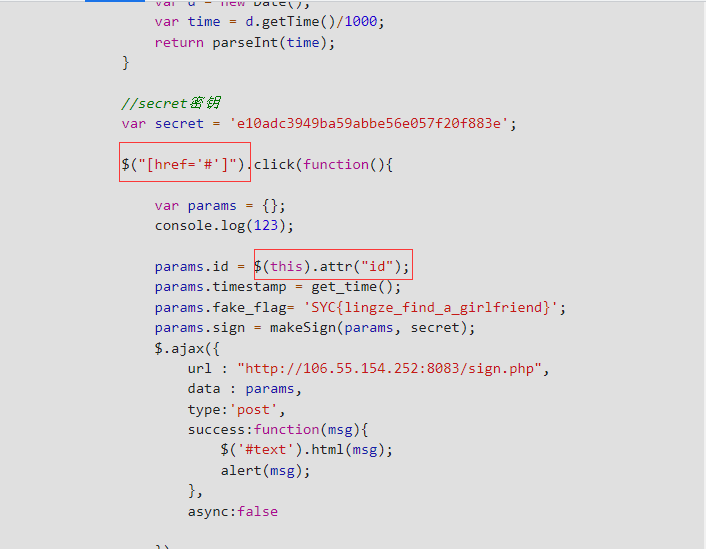 var d = new Date();
var time = d.getTime()/1000;
return parseInt(time);
}
//secret密钥
var secret = 'e10adc3949ba59abbe56e057f20f883e';
$("[href='#']").click(function(){
var params = {};
console.log(123);
params.id = $(this).attr("id");
params.timestamp = get_time();
params.fake_flag= 'SYC{lingze_find_a_girlfriend}';
params.sign = makeSign(params, secret);
$.ajax({
url : "http://106.55.154.252:8083/sign.php",
data : params,
type:'post',
success:function(msg){
$('#text').html(msg);
alert(msg);
},
async:false
})